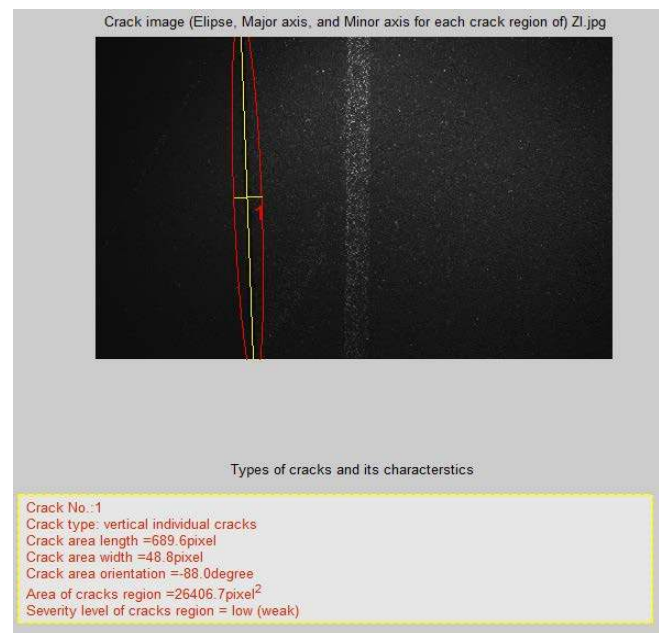 Crack image (Elipse, Major axis, and Minor axis for each crack region of) ZI.jpg
1
Types of cracks and its characterstics
Crack No.:1
Crack type: vertical individual cracks
Crack area length =689.6pixel
Crack area width =48.8pixel
Crack area orientation =-88.0degree
Area of cracks region =26406.7pixel²
Severity level of cracks region = low (weak)